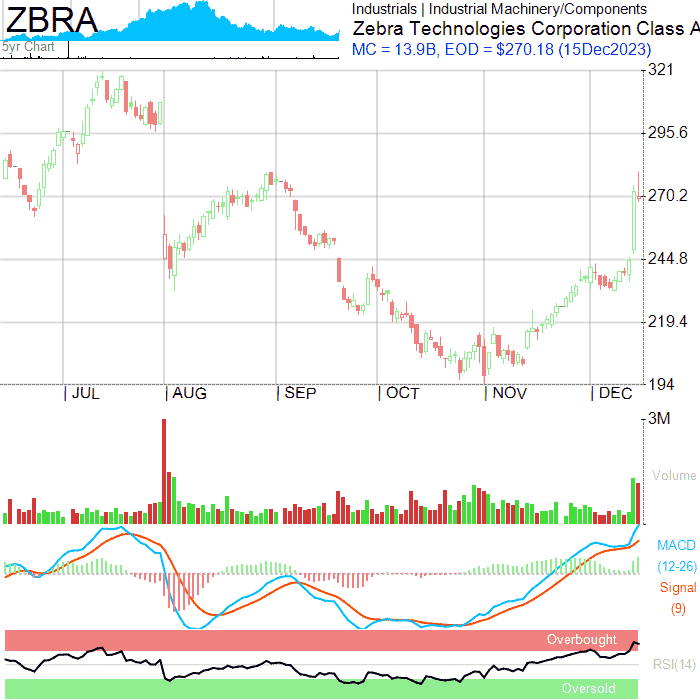 ZBRA
5yr Chart
Industrials | Industrial Machinery/Components
Zebra Technologies Corporation Class A
MC = 13.9B, EOD = $270.18 (15Dec2023)
321
295.6
270.2
244.8
219.4
194
JUL AUG SEP OCT NOV DEC
3M
Volume
MACD
(12-26)
Signal
(9)
Overbought
RSI(14)
Oversold